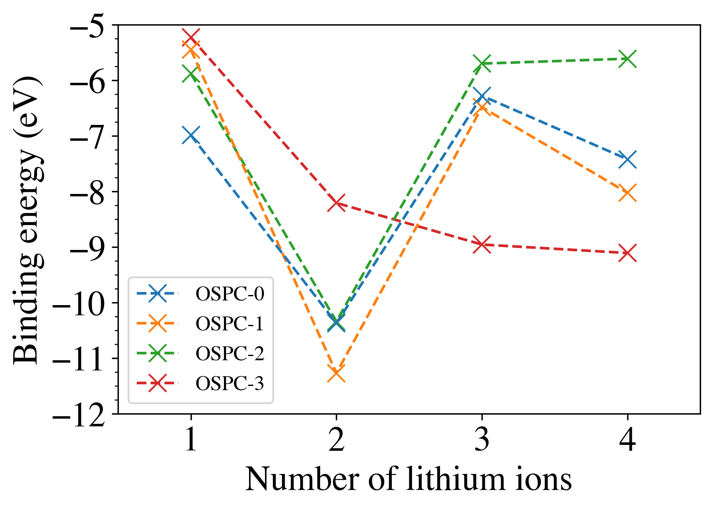 Binding energy (eV)
−5
−6
−7
−8
−9
−10
−11
−12
OSPC-0
OSPC-1
OSPC-2
OSPC-3
1 2 3 4
Number of lithium ions